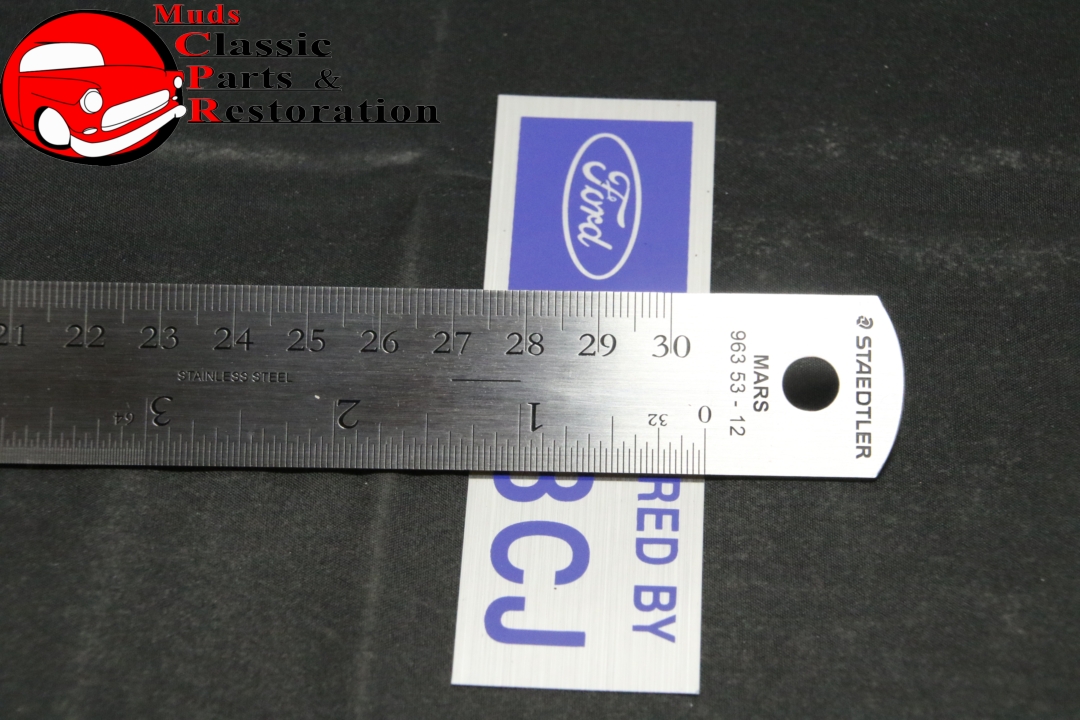 Muds
Classic
Parts &
Restoration
Ford
21 22 23 24 25 26 27 28 29 30
STAINLESS STEEL
64 3 2 1 32 0
963 53 - 12
MARS
STAEDTLER
RED BY
CJ